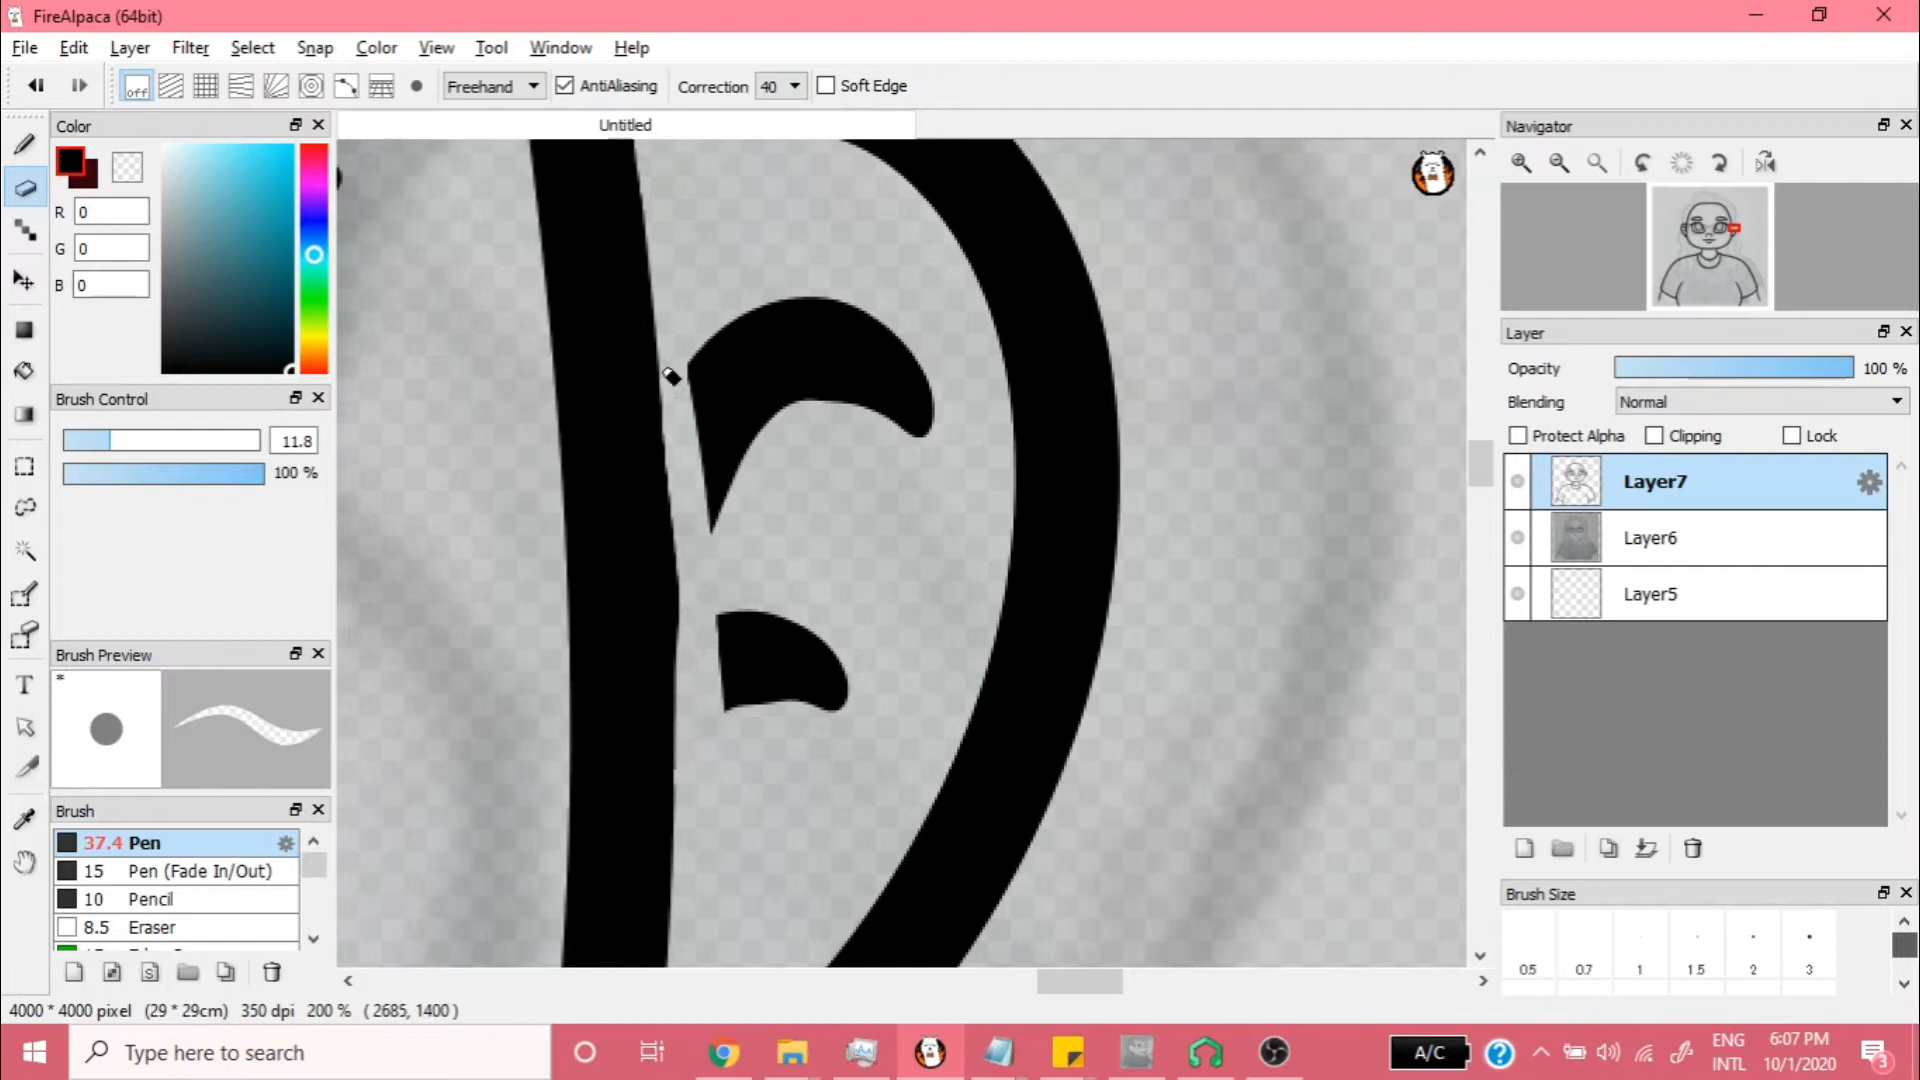 FireAlpaca (64bit)
File Edit Layer Filter Select Snap Color View Tool Window Help
off Freehand AntiAliasing Correction 40 Soft Edge
Color
Untitled
Navigator
R 0
G 0
B 0
Layer
Opacity 100 %
Brush Control
Blending Normal
11.8
Protect Alpha Clipping Lock
100 %
Layer7
Layer6
Layer5
Brush Preview
*
T
Brush
37.4 Pen
15 Pen (Fade In/Out)
10 Pencil
8.5 Eraser
S
Brush Size
0.5 0.7 1 1.5 2 3
4000 * 4000 pixel (29 * 29cm) 350 dpi 200 % ( 2685, 1400 )
Type here to search
A/C
?
ENG
INTL
6:07 PM
10/1/2020
3